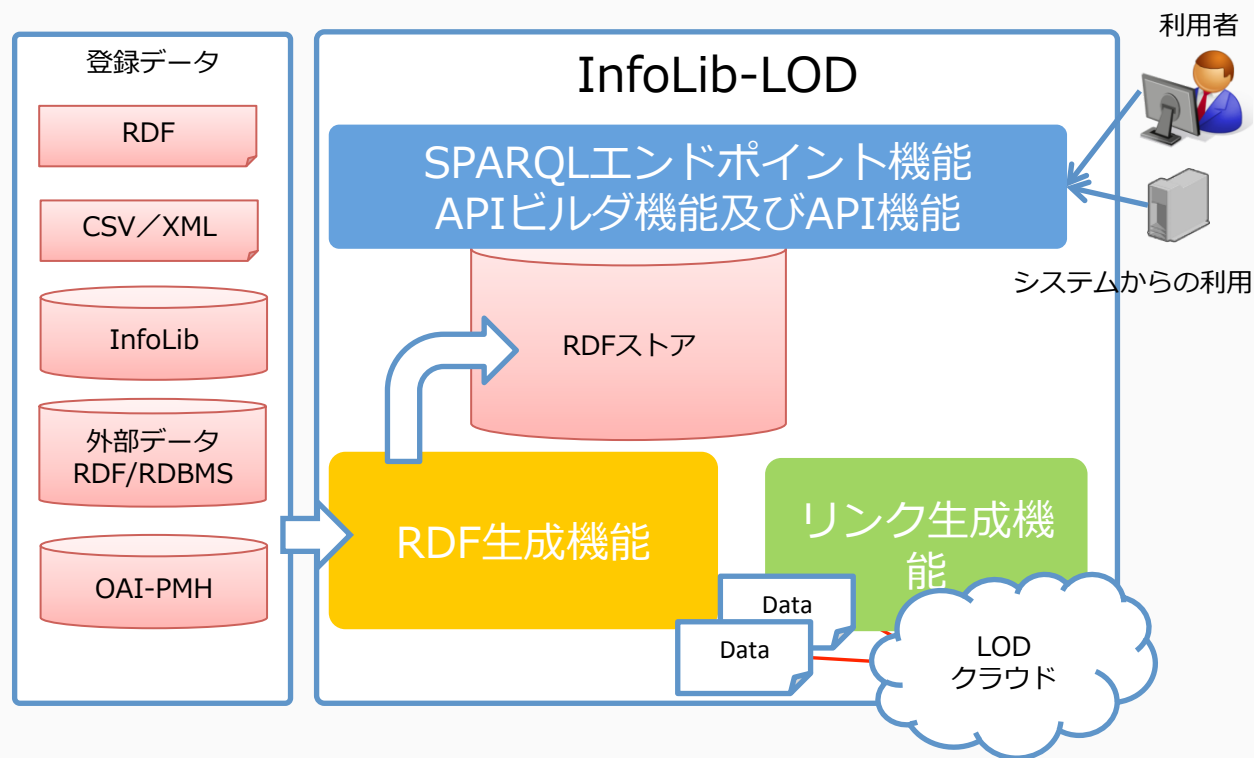 登録データ
RDF
CSV／XML
InfoLib
外部データ
RDF/RDBMS
OAI-PMH
InfoLib-LOD
SPARQLエンドポイント機能
APIビルダ機能及びAPI機能
RDFストア
RDF生成機能
リンク生成機
能
Data
Data
LOD
クラウド
利用者
システムからの利用